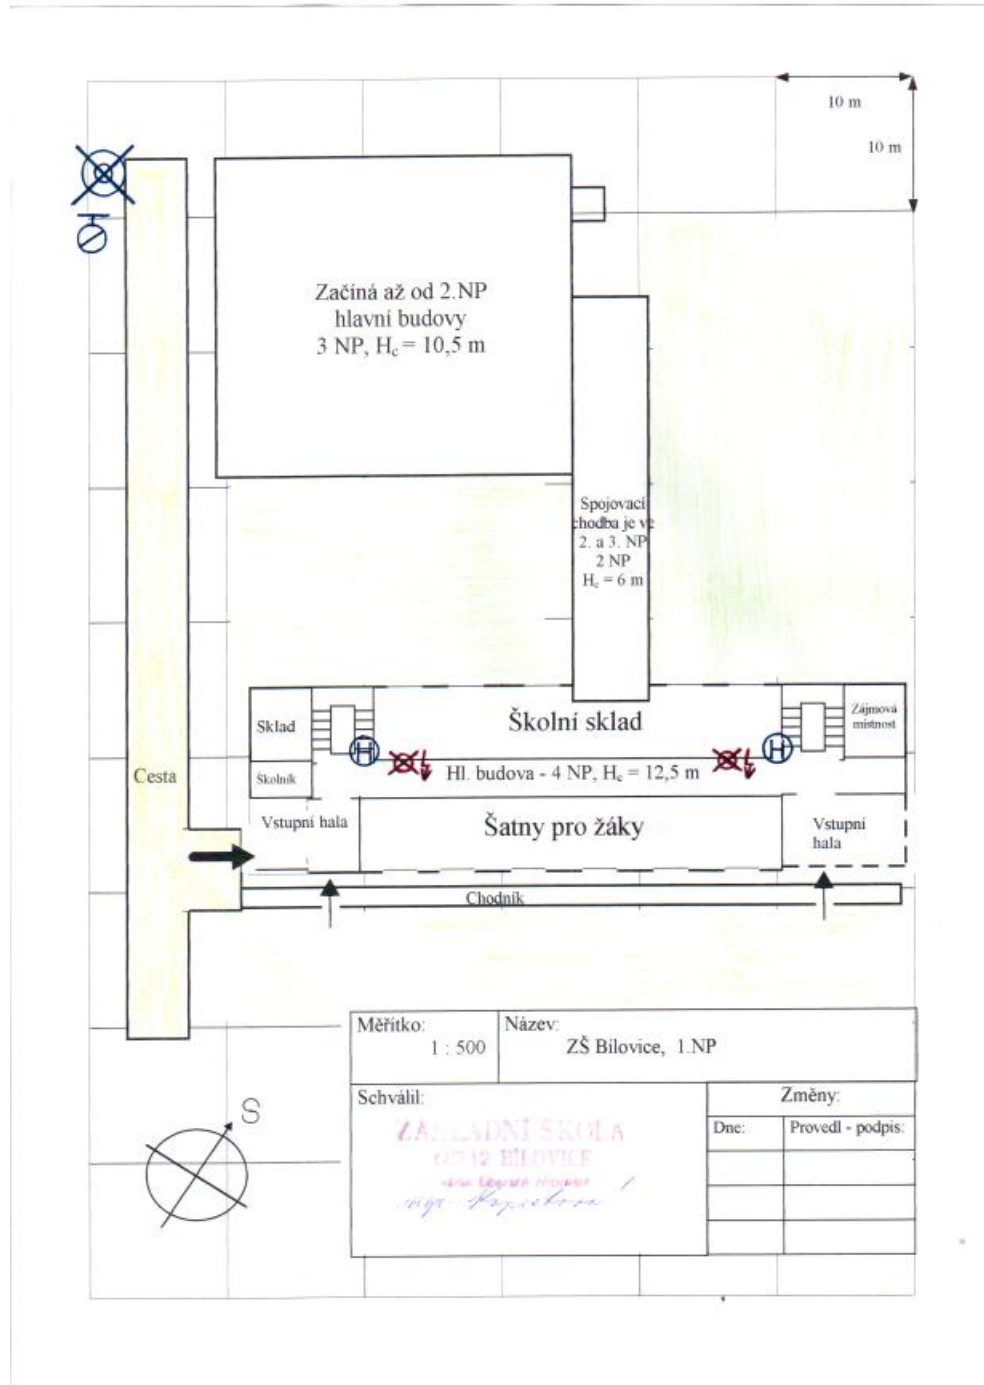 10 m
10 m
Začíná až od 2.NP
hlavní budovy
3 NP, Hc = 10,5 m
Spojovací
chodba je ve
2. a 3. NP
2 NP
Hc = 6 m
Sklad
Školní sklad
Zájmová
místnost
H
H
Cesta
Školník
Hl. budova - 4 NP, Hc = 12,5 m
Vstupní hala
Šatny pro žáky
Vstupní
hala
Chodník
Měřítko:
1 : 500
Název:
ZŠ Bílovice, 1.NP
S
Schválil:
ZÁKLADNÍ ŠKOLA
BÍLOVICE
Změny:
Dne:
Provedl - podpis: